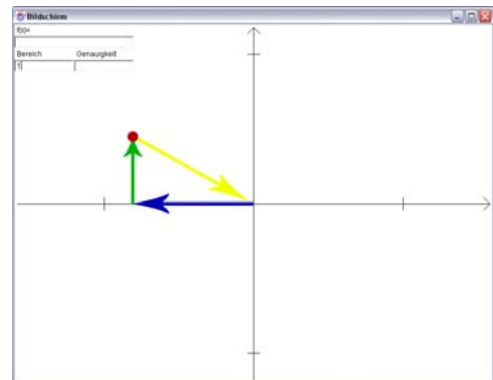 Bildschirm
f(x)=
Bereich Genauigkeit
1